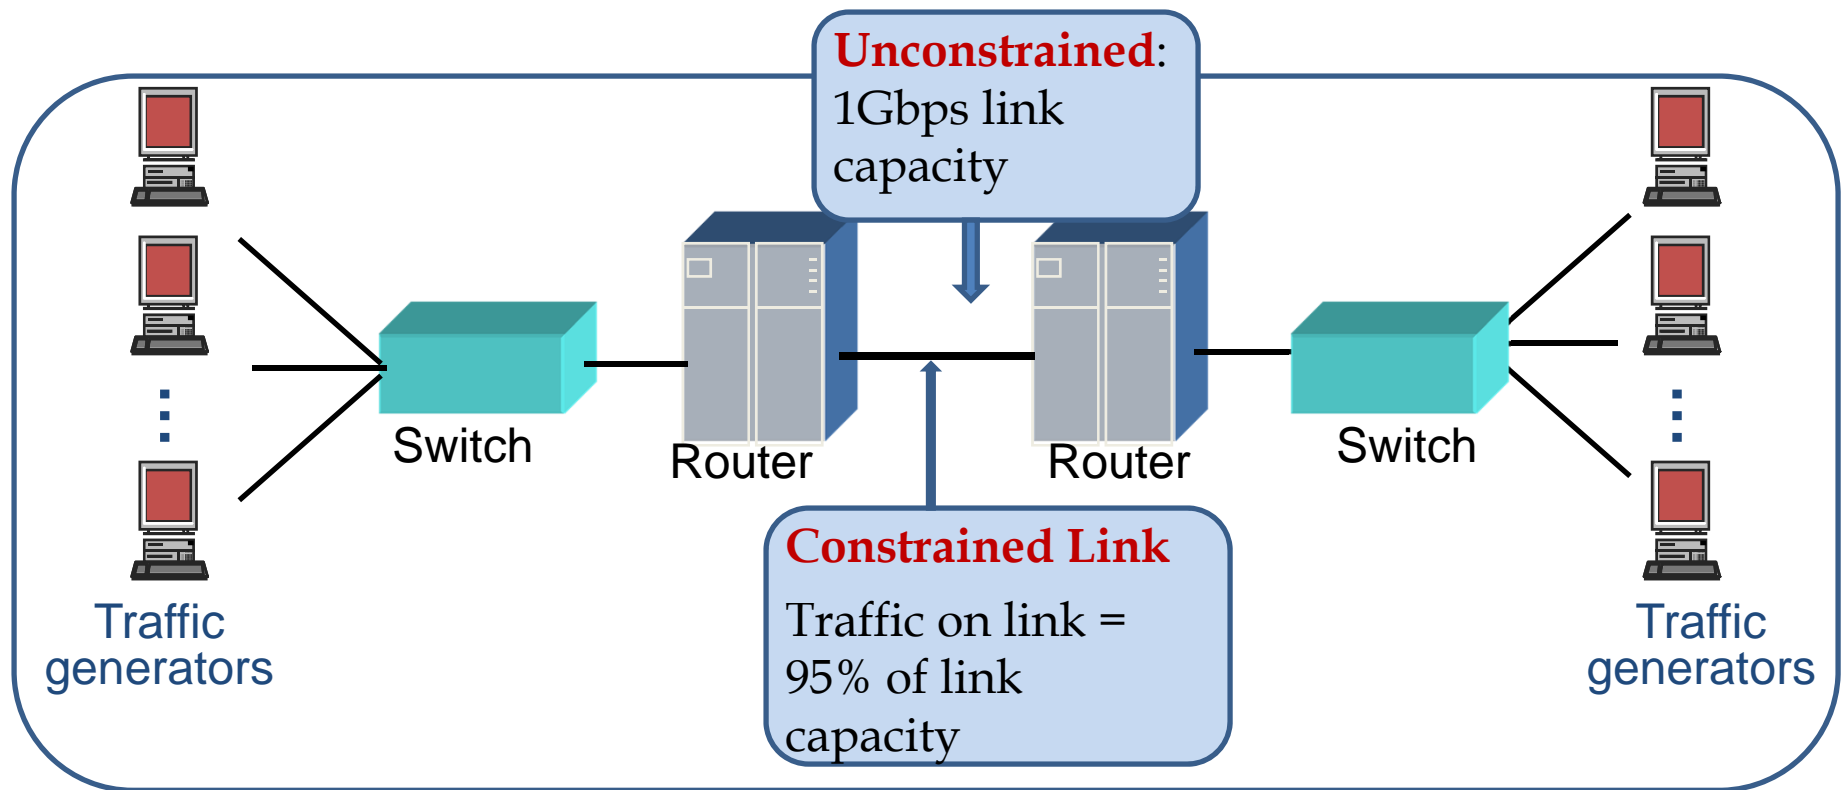 Unconstrained:
1Gbps link
capacity
Switch
Router
Router
Switch
Constrained Link
Traffic on link =
95% of link
capacity
Traffic
generators
Traffic
generators